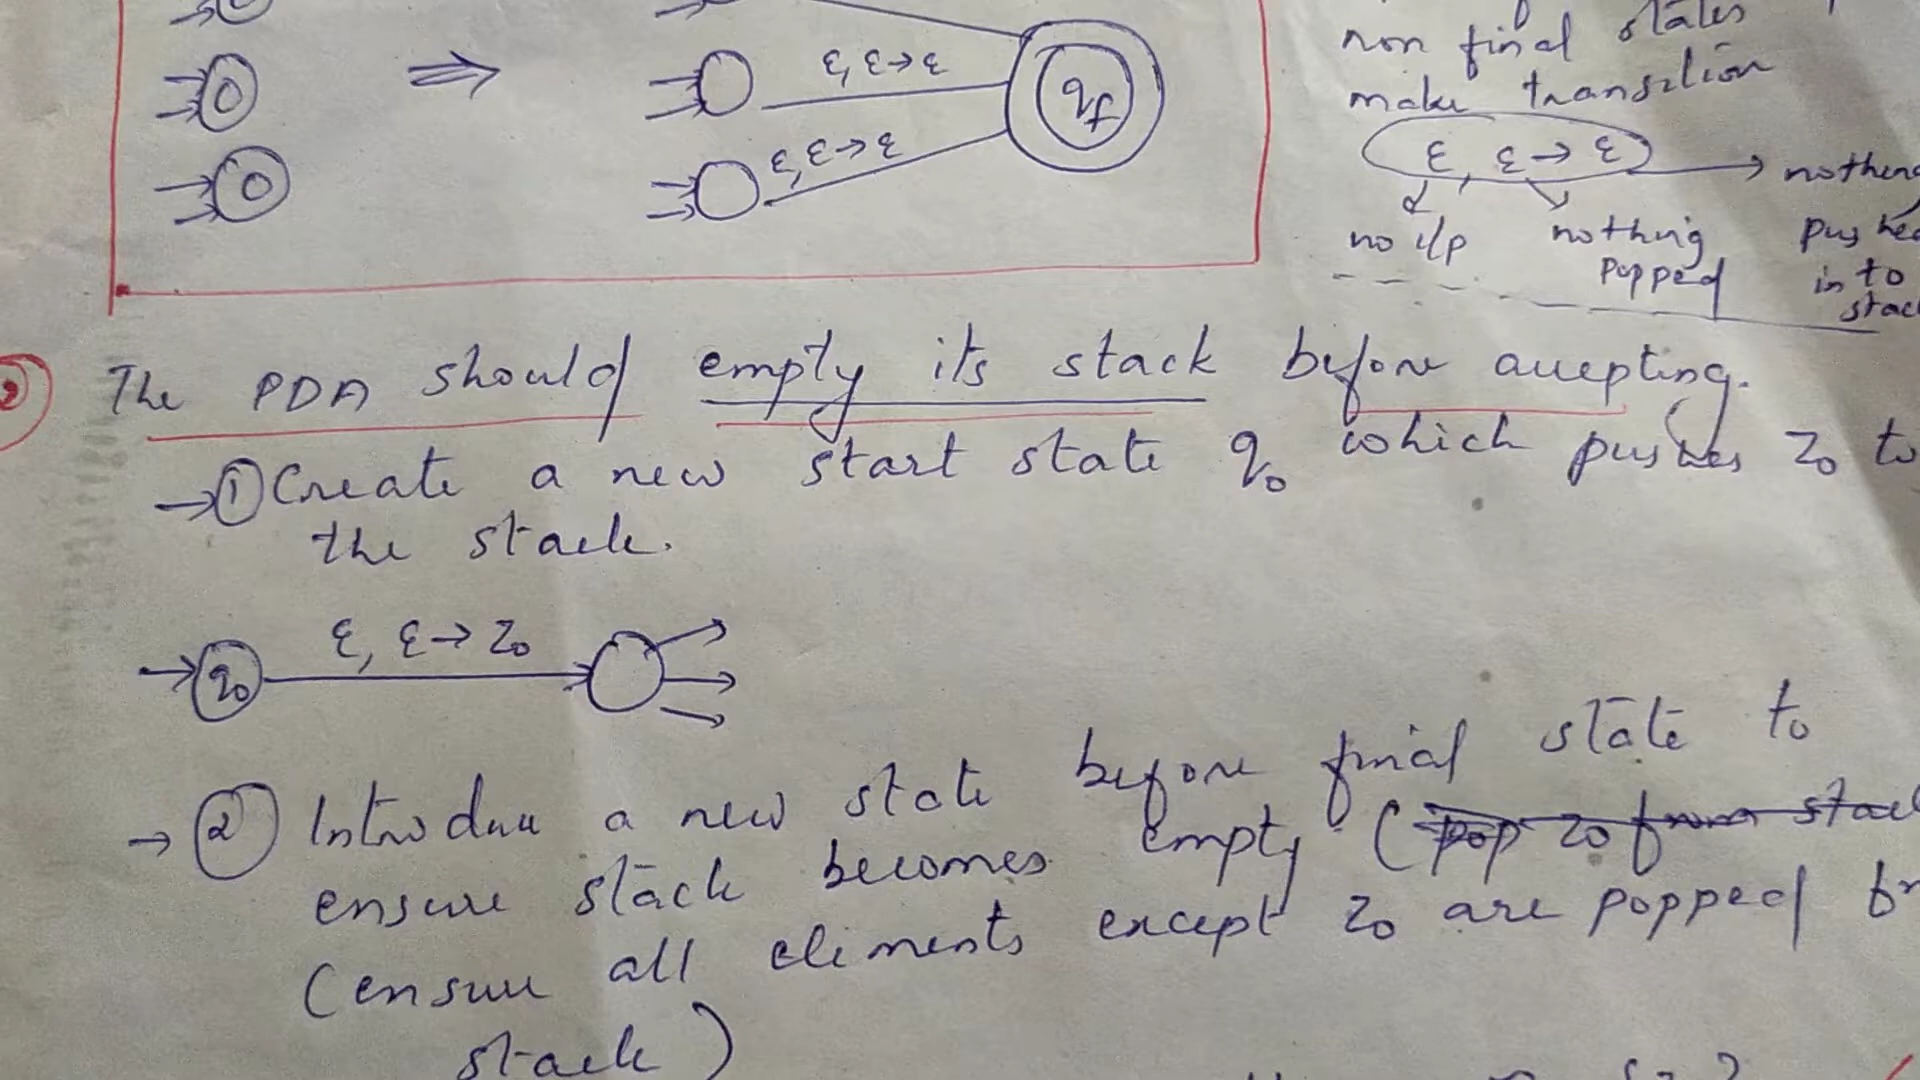 non final states
make transition
ε, ε→ε
ε, ε→ε
ε, ε→ε
qf
nothing
no i/p
nothing
popped
pushed
in to
stack
The PDA should empty its stack before accepting.
→ ① Create a new start state q₀ which pushes Z₀ to
the stack.
ε, ε→Z₀
q₀
→ ② Introduce a new state before final state to
ensure stack becomes empty (pop Z₀ from stack
(ensure all elements except Z₀ are popped
stack)